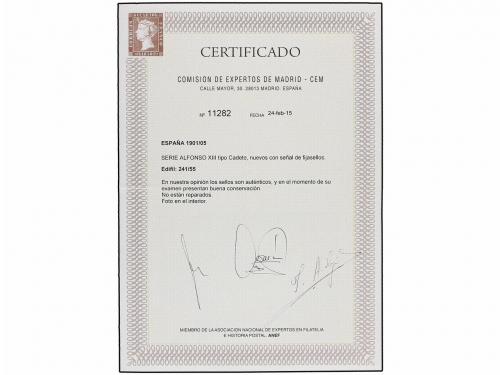 CERTIFICADO
COMISION DE EXPERTOS DE MADRID - CEM
CALLE MAYOR, 30. 28013 MADRID. ESPAÑA
Nº 11282 FECHA 24-feb-15
ESPAÑA 1901/05
SERIE ALFONSO XIII tipo Cadete, nuevos con señal de fijasellos.
Edifil: 241/55
En nuestra opinión los sellos son auténticos, y en el momento de su
examen presentan buena conservación.
No están reparados.
Foto en el interior.
MIEMBRO DE LA ASOCIACIÓN NACIONAL DE EXPERTOS EN FILATELIA
E HISTORIA POSTAL. ANEF